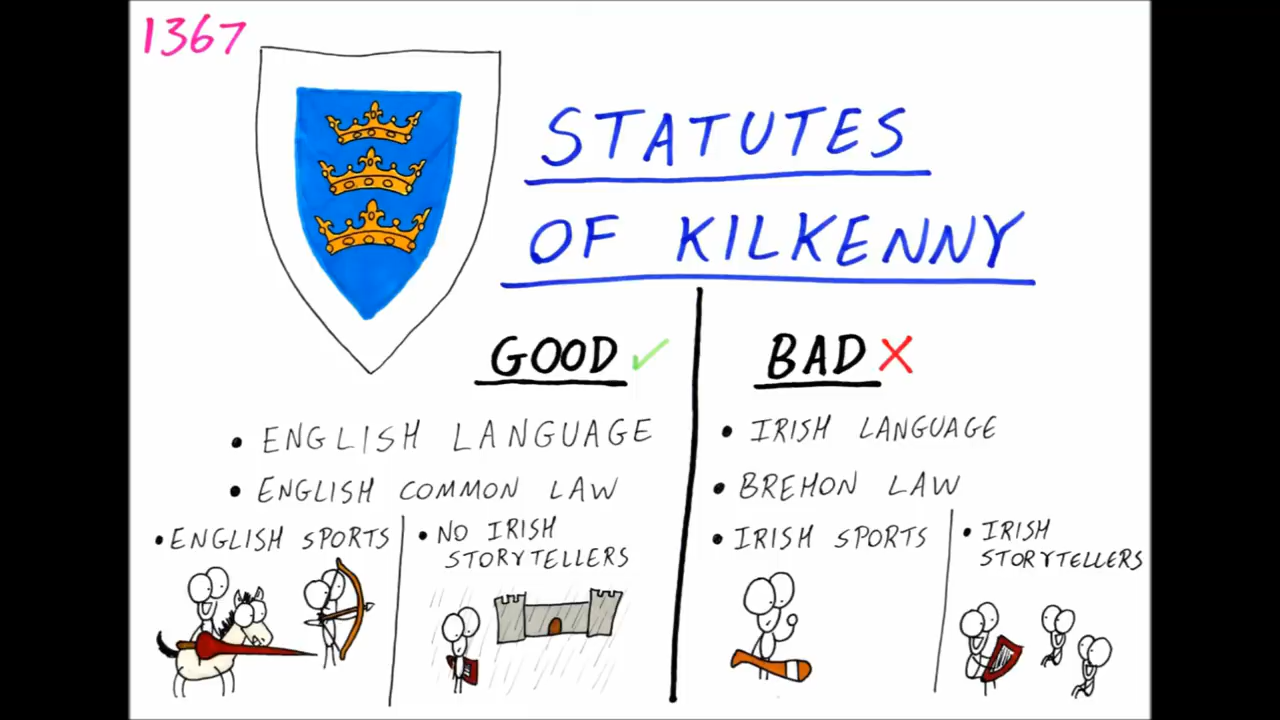 1367
STATUTES
OF KILKENNY
GOOD
BAD
• ENGLISH LANGUAGE
• ENGLISH COMMON LAW
• ENGLISH SPORTS
• NO IRISH
STORYTELLERS
• IRISH LANGUAGE
• BREHON LAW
• IRISH SPORTS
• IRISH
STORYTELLERS